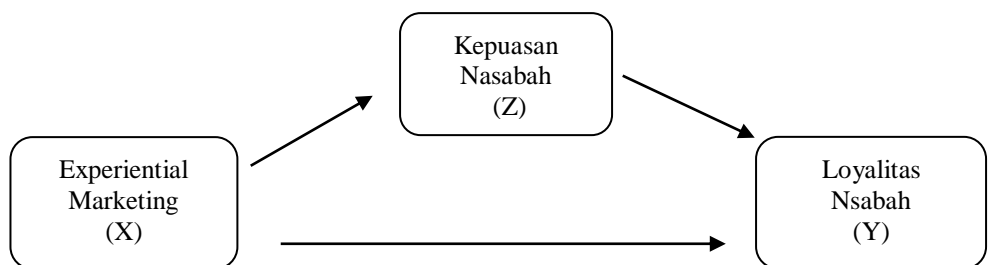 Kepuasan
Nasabah
(Z)
Experiential
Marketing
(X)
Loyalitas
Nsabah
(Y)